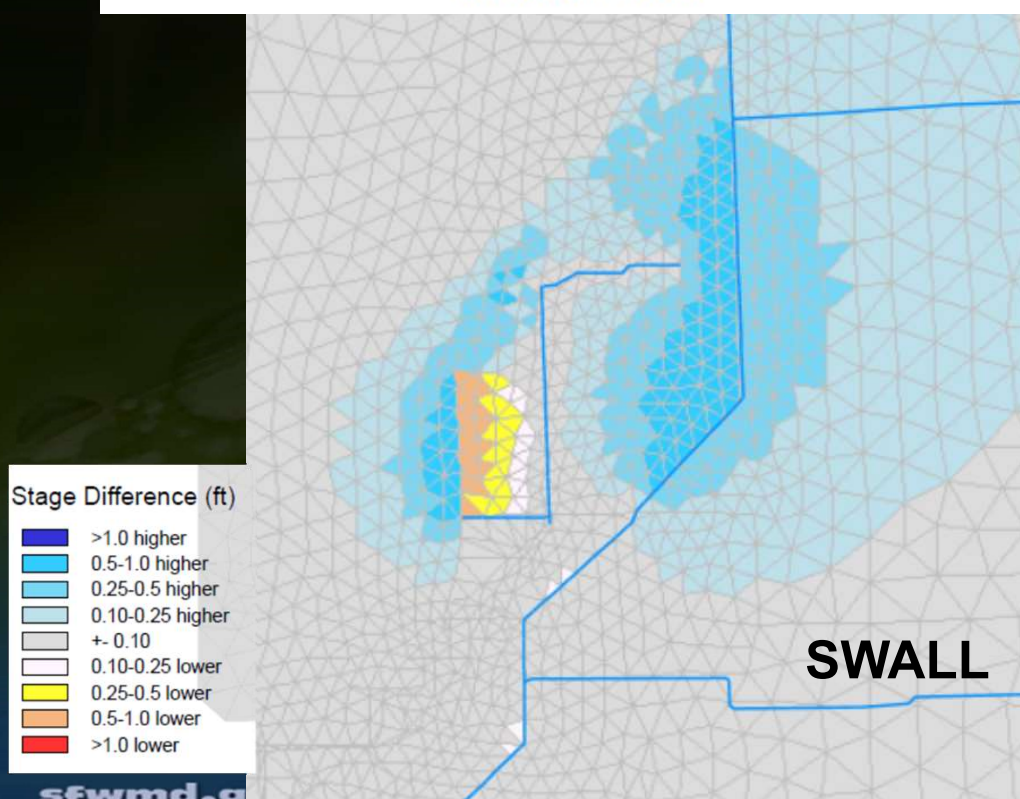 Stage Difference (ft)
>1.0 higher
0.5-1.0 higher
0.25-0.5 higher
0.10-0.25 higher
+- 0.10
0.10-0.25 lower
0.25-0.5 lower
0.5-1.0 lower
>1.0 lower
SWALL
sfwmd.g